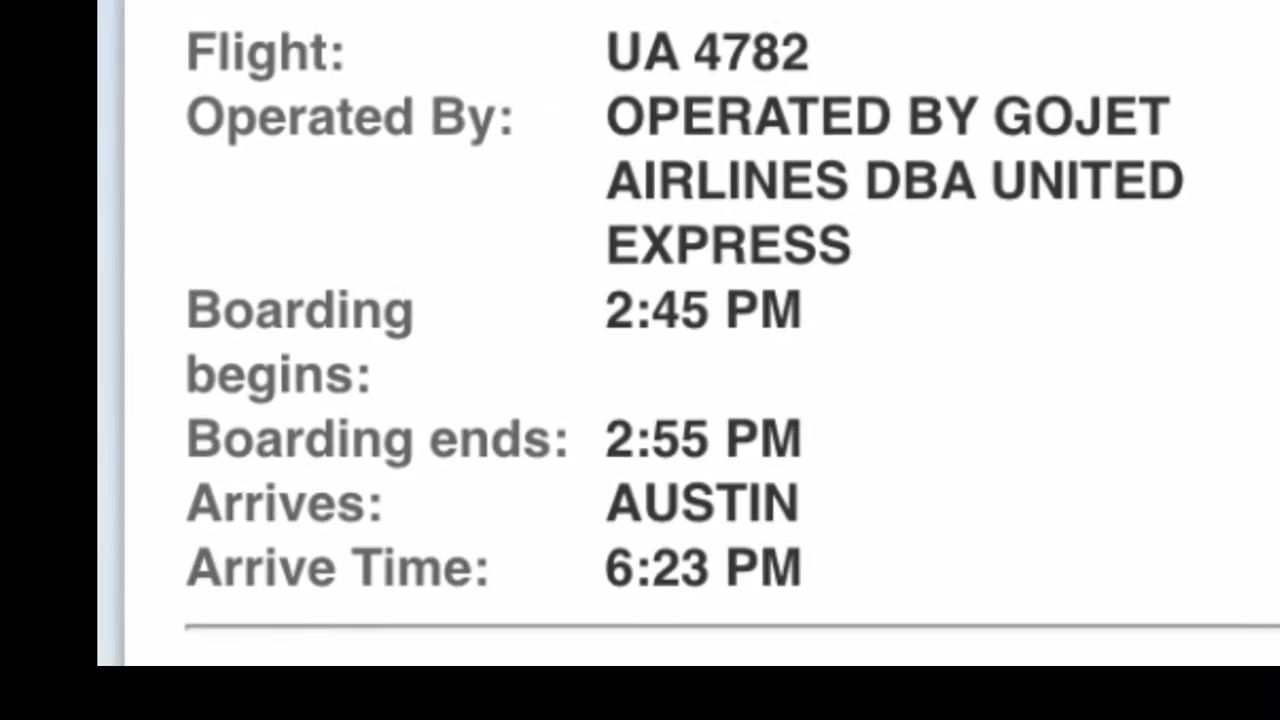 Flight: UA 4782
Operated By: OPERATED BY GOJET
AIRLINES DBA UNITED
EXPRESS
Boarding 2:45 PM
begins:
Boarding ends: 2:55 PM
Arrives: AUSTIN
Arrive Time: 6:23 PM